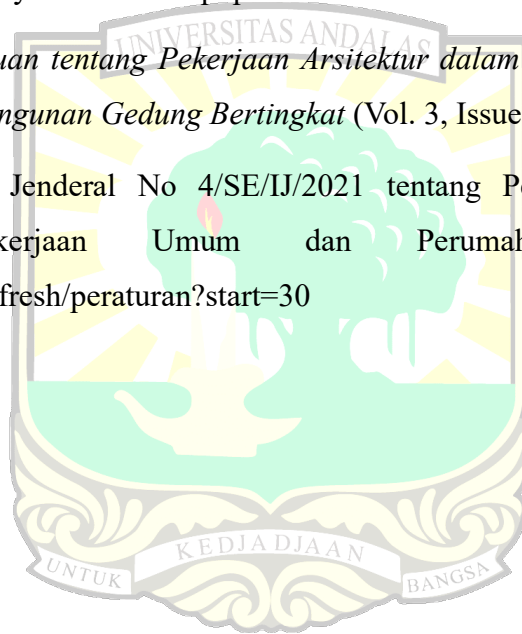 UNIVERSITAS ANDALAS
uan tentang Pekerjaan Arsitektur dalam
ngunan Gedung Bertingkat (Vol. 3, Issue
Jenderal No 4/SE/IJ/2021 tentang Pe
kerjaan Umum dan Perumah
fresh/peraturan?start=30
UNTUK KEDJADJAAN BANGSA